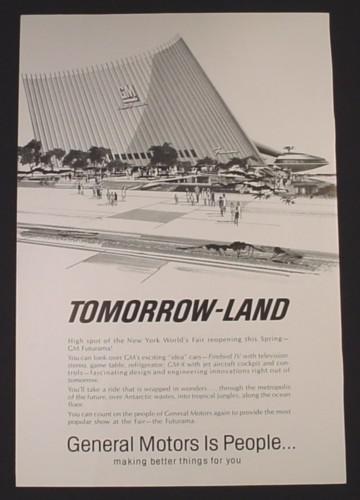 GM
TOMORROW-LAND
High spot of the New York World's Fair reopening this Spring—
GM Futurama!
You can look over GM's exciting "idea" cars—Firebird IV with television,
stereo, game table, refrigerator; GM-X with jet aircraft cockpit and con-
trols—fascinating design and engineering innovations right out of
tomorrow.
You'll take a ride that is wrapped in wonders . . . through the metropolis
of the future, over Antarctic wastes, into tropical jungles, along the ocean
floor.
You can count on the people of General Motors again to provide the most
popular show at the Fair—the Futurama.
General Motors Is People...
making better things for you